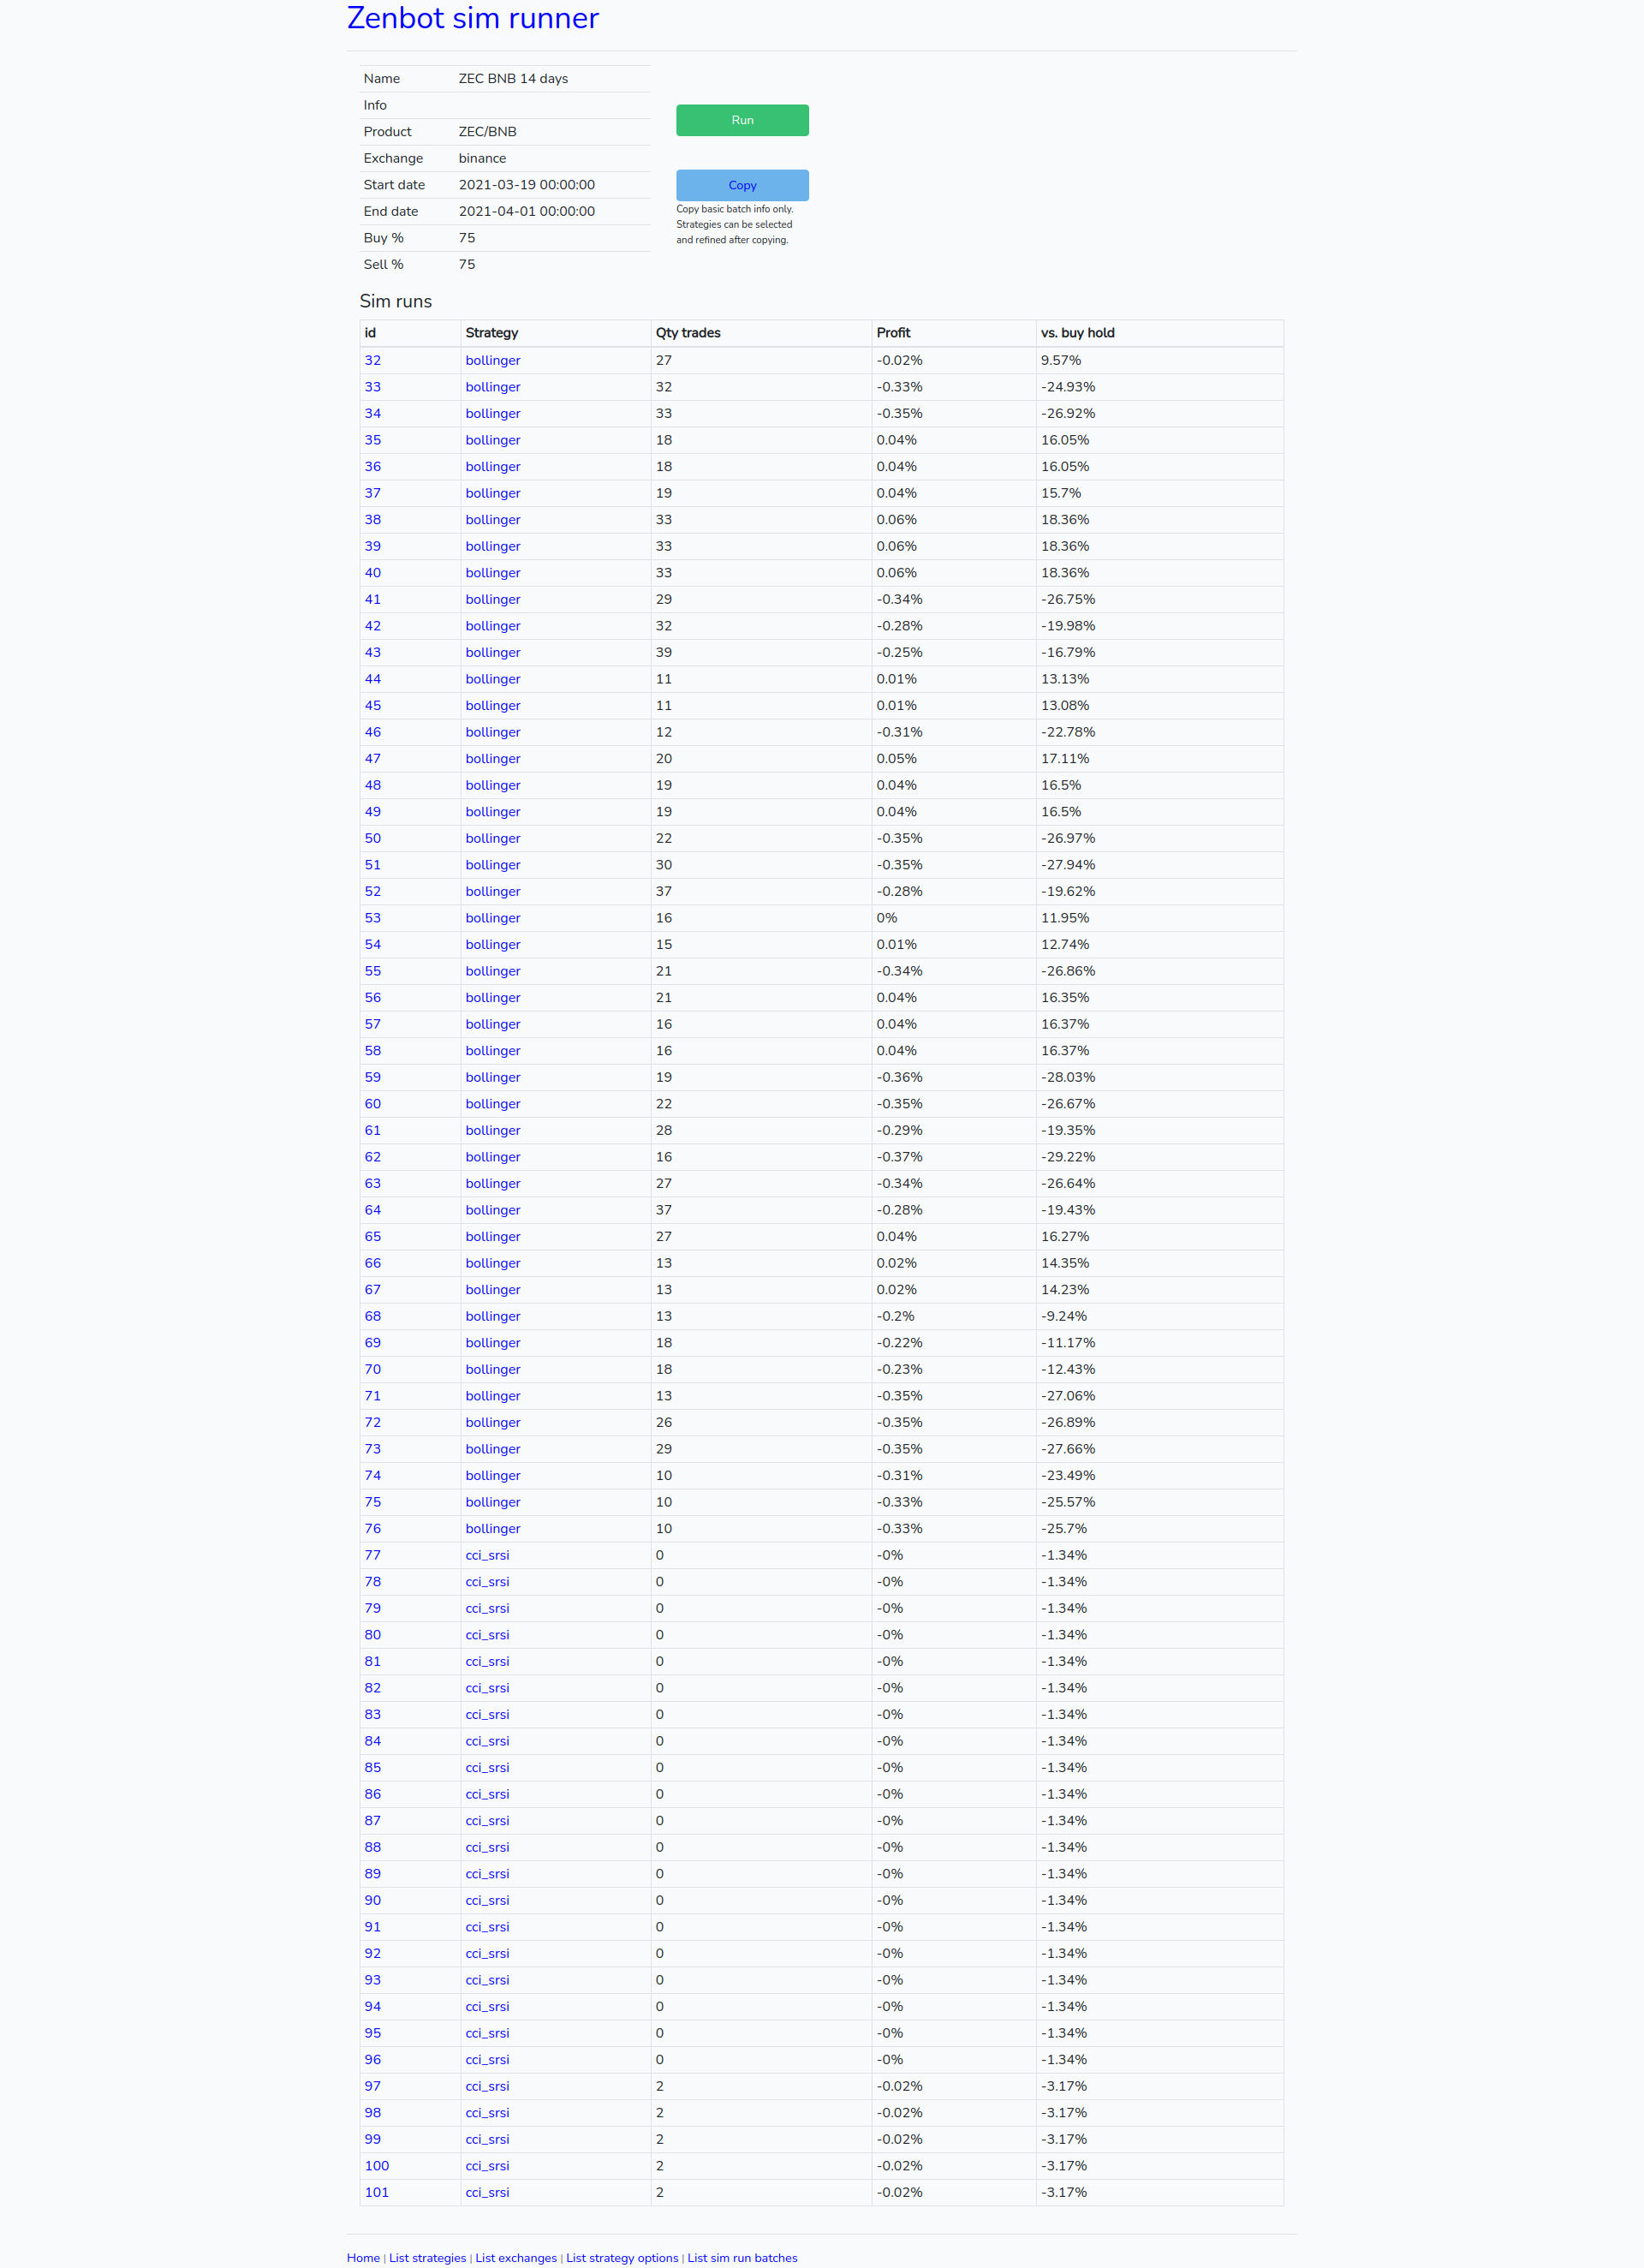 Zenbot sim runner
Name ZEC BNB 14 days
Info
Product ZEC/BNB
Exchange binance
Start date 2021-03-19 00:00:00
End date 2021-04-01 00:00:00
Buy % 75
Sell % 75
Run
Copy
Copy basic batch info only.
Strategies can be selected
and refined after copying.
Sim runs
id Strategy Qty trades Profit vs. buy hold
32 bollinger 27 -0.02% 9.57%
33 bollinger 32 -0.33% -24.93%
34 bollinger 33 -0.35% -26.92%
35 bollinger 18 0.04% 16.05%
36 bollinger 18 0.04% 16.05%
37 bollinger 19 0.04% 15.7%
38 bollinger 33 0.06% 18.36%
39 bollinger 33 0.06% 18.36%
40 bollinger 33 0.06% 18.36%
41 bollinger 29 -0.34% -26.75%
42 bollinger 32 -0.28% -19.98%
43 bollinger 39 -0.25% -16.79%
44 bollinger 11 0.01% 13.13%
45 bollinger 11 0.01% 13.08%
46 bollinger 12 -0.31% -22.78%
47 bollinger 20 0.05% 17.11%
48 bollinger 19 0.04% 16.5%
49 bollinger 19 0.04% 16.5%
50 bollinger 22 -0.35% -26.97%
51 bollinger 30 -0.35% -27.94%
52 bollinger 37 -0.28% -19.62%
53 bollinger 16 0% 11.95%
54 bollinger 15 0.01% 12.74%
55 bollinger 21 -0.34% -26.86%
56 bollinger 21 0.04% 16.35%
57 bollinger 16 0.04% 16.37%
58 bollinger 16 0.04% 16.37%
59 bollinger 19 -0.36% -28.03%
60 bollinger 22 -0.35% -26.67%
61 bollinger 28 -0.29% -19.35%
62 bollinger 16 -0.37% -29.22%
63 bollinger 27 -0.34% -26.64%
64 bollinger 37 -0.28% -19.43%
65 bollinger 27 0.04% 16.27%
66 bollinger 13 0.02% 14.35%
67 bollinger 13 0.02% 14.23%
68 bollinger 13 -0.2% -9.24%
69 bollinger 18 -0.22% -11.17%
70 bollinger 18 -0.23% -12.43%
71 bollinger 13 -0.35% -27.06%
72 bollinger 26 -0.35% -26.89%
73 bollinger 29 -0.35% -27.66%
74 bollinger 10 -0.31% -23.49%
75 bollinger 10 -0.33% -25.57%
76 bollinger 10 -0.33% -25.7%
77 cci_srsi 0 -0% -1.34%
78 cci_srsi 0 -0% -1.34%
79 cci_srsi 0 -0% -1.34%
80 cci_srsi 0 -0% -1.34%
81 cci_srsi 0 -0% -1.34%
82 cci_srsi 0 -0% -1.34%
83 cci_srsi 0 -0% -1.34%
84 cci_srsi 0 -0% -1.34%
85 cci_srsi 0 -0% -1.34%
86 cci_srsi 0 -0% -1.34%
87 cci_srsi 0 -0% -1.34%
88 cci_srsi 0 -0% -1.34%
89 cci_srsi 0 -0% -1.34%
90 cci_srsi 0 -0% -1.34%
91 cci_srsi 0 -0% -1.34%
92 cci_srsi 0 -0% -1.34%
93 cci_srsi 0 -0% -1.34%
94 cci_srsi 0 -0% -1.34%
95 cci_srsi 0 -0% -1.34%
96 cci_srsi 0 -0% -1.34%
97 cci_srsi 2 -0.02% -3.17%
98 cci_srsi 2 -0.02% -3.17%
99 cci_srsi 2 -0.02% -3.17%
100 cci_srsi 2 -0.02% -3.17%
101 cci_srsi 2 -0.02% -3.17%
Home | List strategies | List exchanges | List strategy options | List sim run batches